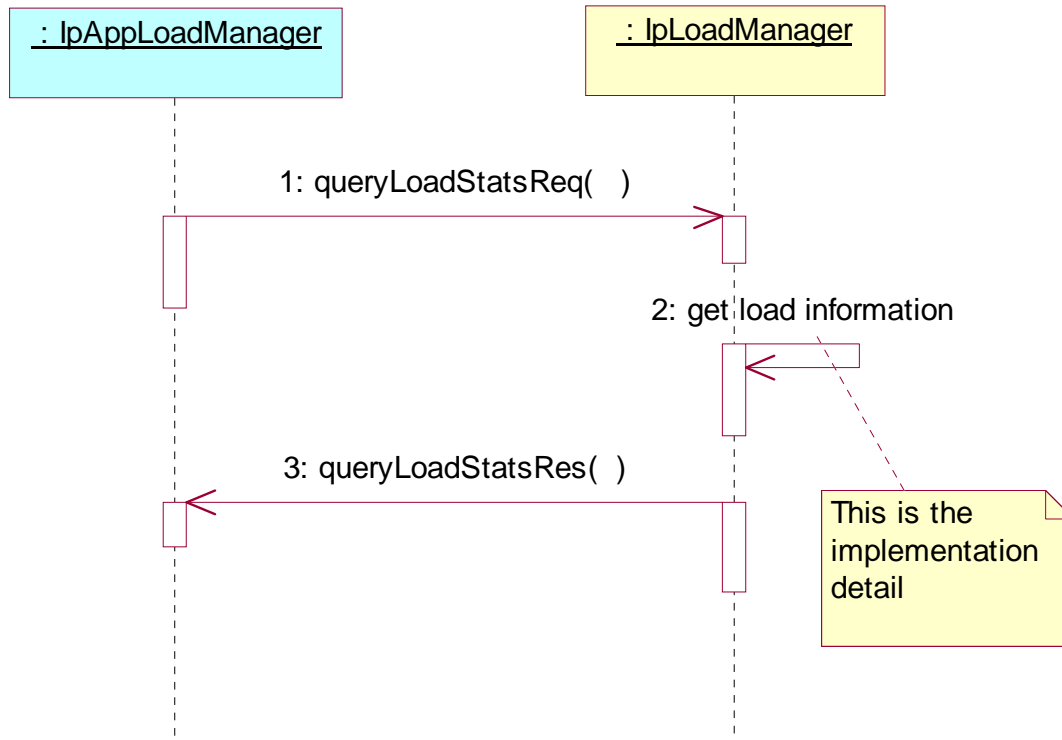 : IpAppLoadManager
: IpLoadManager
1: queryLoadStatsReq(  )
2: get load information
3: queryLoadStatsRes(  )
This is the
implementation
detail